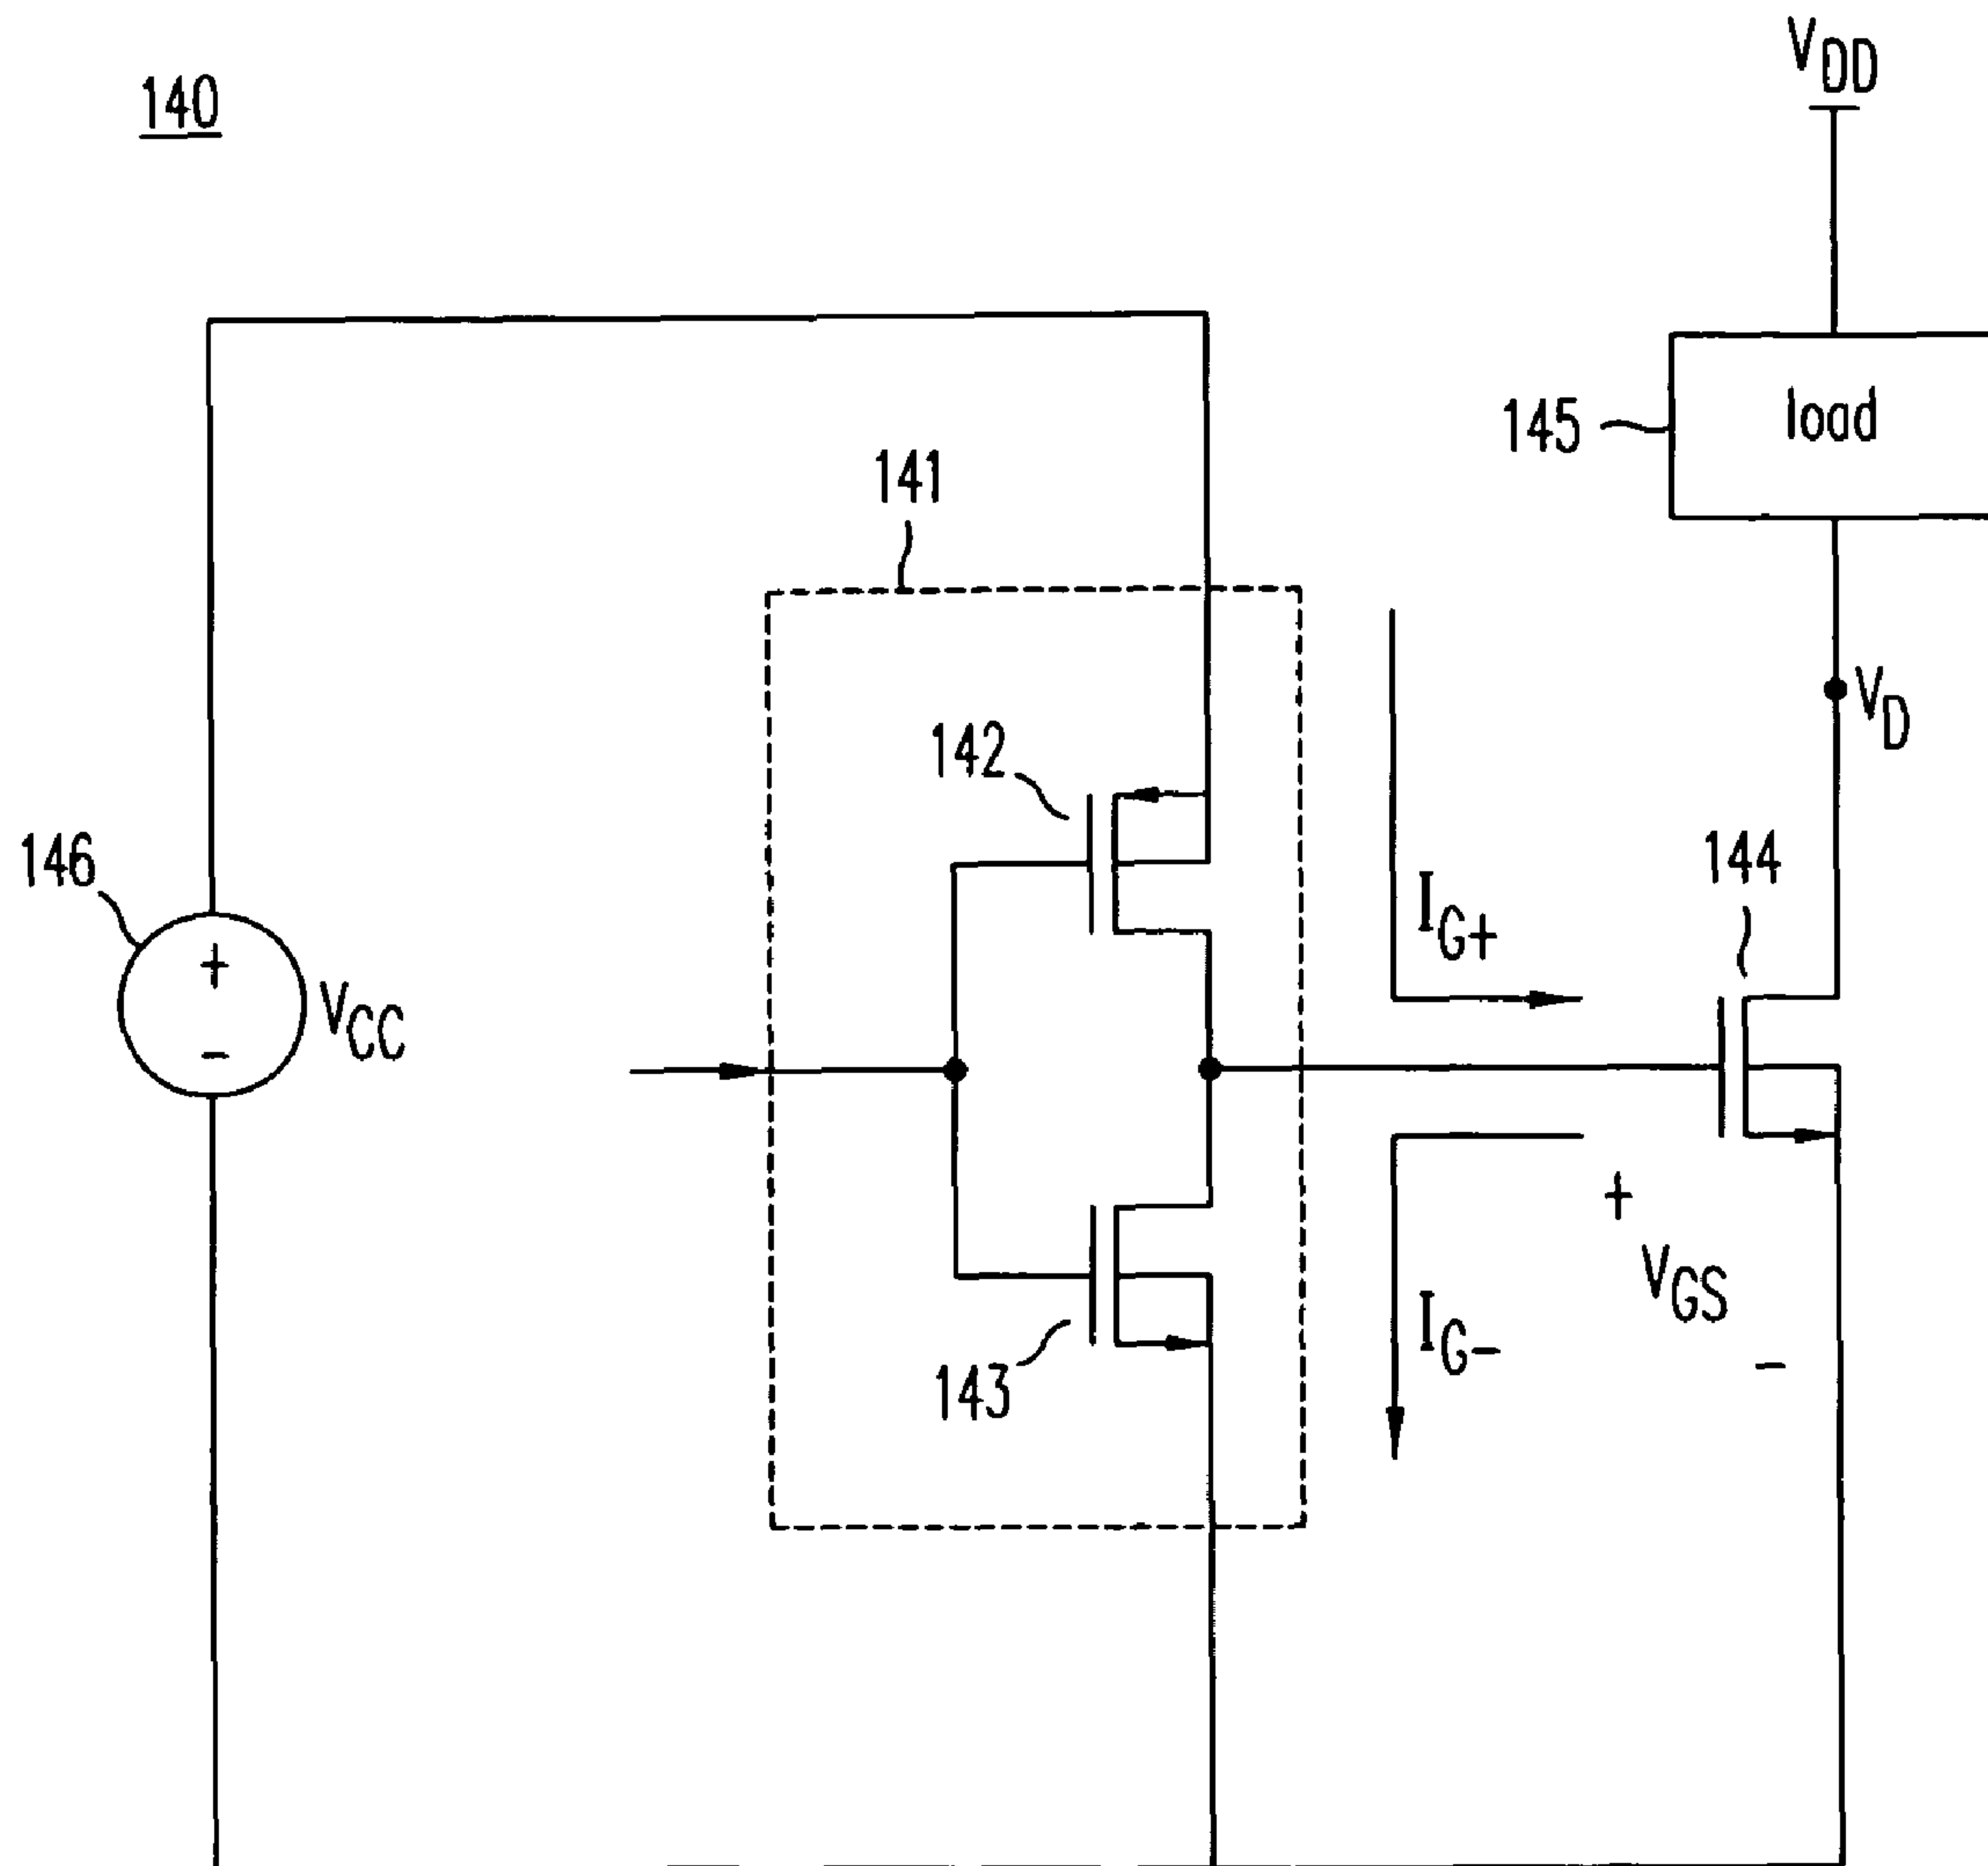 140
V_DD
load
145
141
V_D
142
146
144
I_G+
+
V_CC
-
+
V_GS
I_G-
-
143